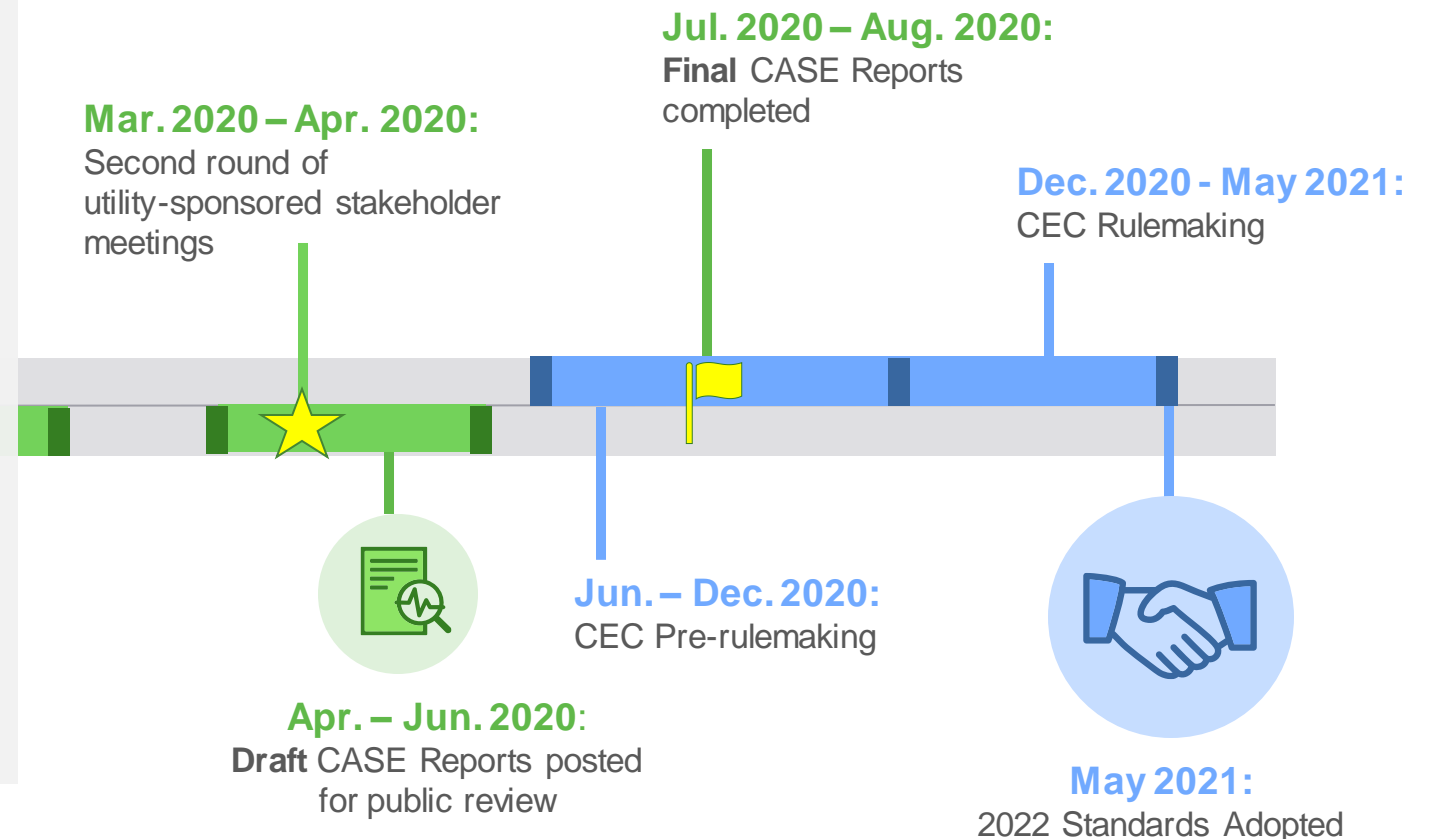 Jul. 2020 – Aug. 2020:
Final CASE Reports
completed
Mar. 2020 – Apr. 2020:
Second round of
utility-sponsored stakeholder
meetings
Dec. 2020 - May 2021:
CEC Rulemaking
Jun. – Dec. 2020:
CEC Pre-rulemaking
Apr. – Jun. 2020:
Draft CASE Reports posted
for public review
May 2021:
2022 Standards Adopted